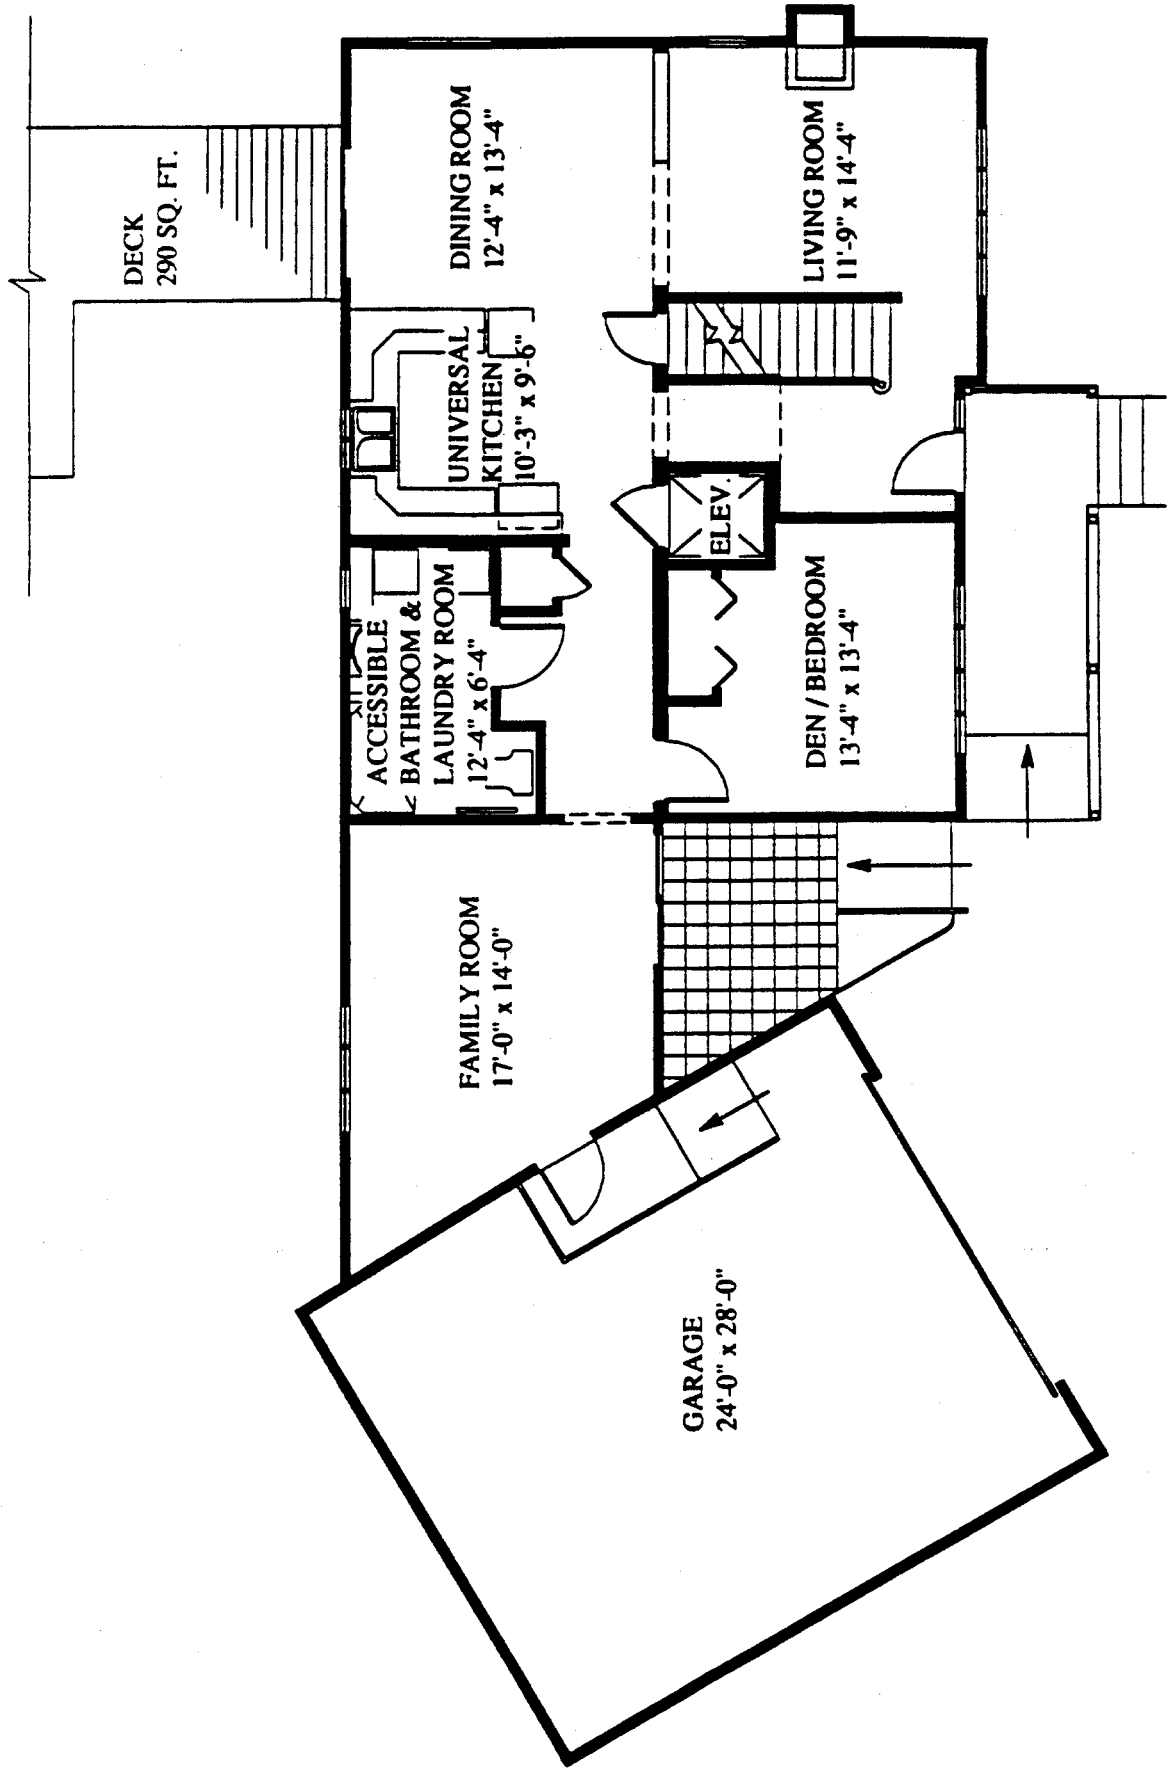 DECK
290 SQ. FT.
DINING ROOM
12'-4" x 13'-4"
LIVING ROOM
11'-9" x 14'-4"
UNIVERSAL
KITCHEN
10'-3" x 9'-6"
ELEV.
ACCESSIBLE
BATHROOM &
LAUNDRY ROOM
12'-4" x 6'-4"
DEN / BEDROOM
13'-4" x 13'-4"
FAMILY ROOM
17'-0" x 14'-0"
GARAGE
24'-0" x 28'-0"